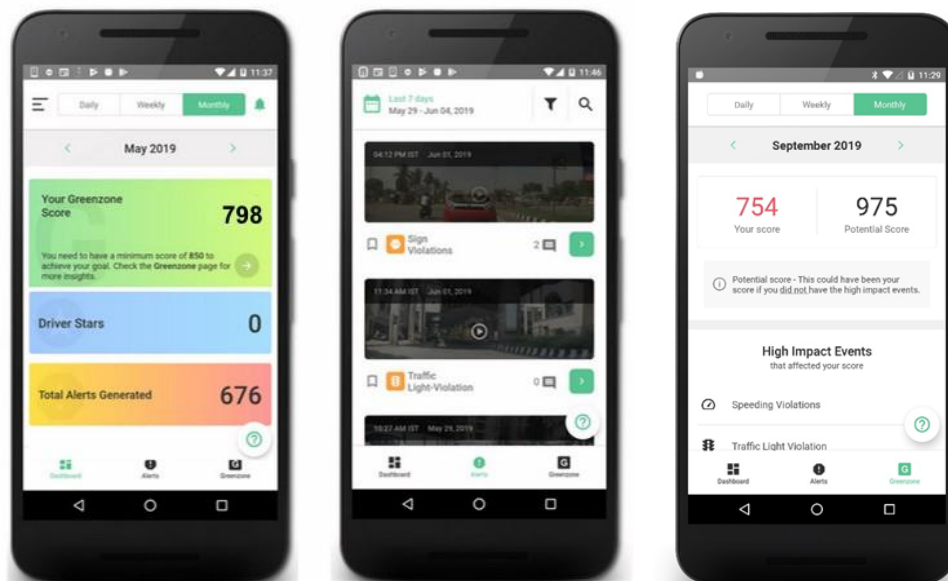 11:37
Daily
Weekly
Monthly
May 2019
Your Greenzone
Score
798
You need to have a minimum score of 850 to
achieve your goal. Check the Greenzone page for
more insights.
Driver Stars
0
Total Alerts Generated
676
Dashboard
Alerts
Greenzone
11:46
Last 7 days
May 29 - Jun 04, 2019
04:12 PM IST Jun 01, 2019
Sign
Violations
2
11:34 AM IST Jun 01, 2019
Traffic
Light-Violation
0
10:27 AM IST May 29, 2019
Dashboard
Alerts
Greenzone
11:29
Daily
Weekly
Monthly
September 2019
754
Your score
975
Potential Score
Potential score - This could have been your
score if you did not have the high impact events.
High Impact Events
that affected your score
Speeding Violations
Traffic Light Violation
Dashboard
Alerts
Greenzone